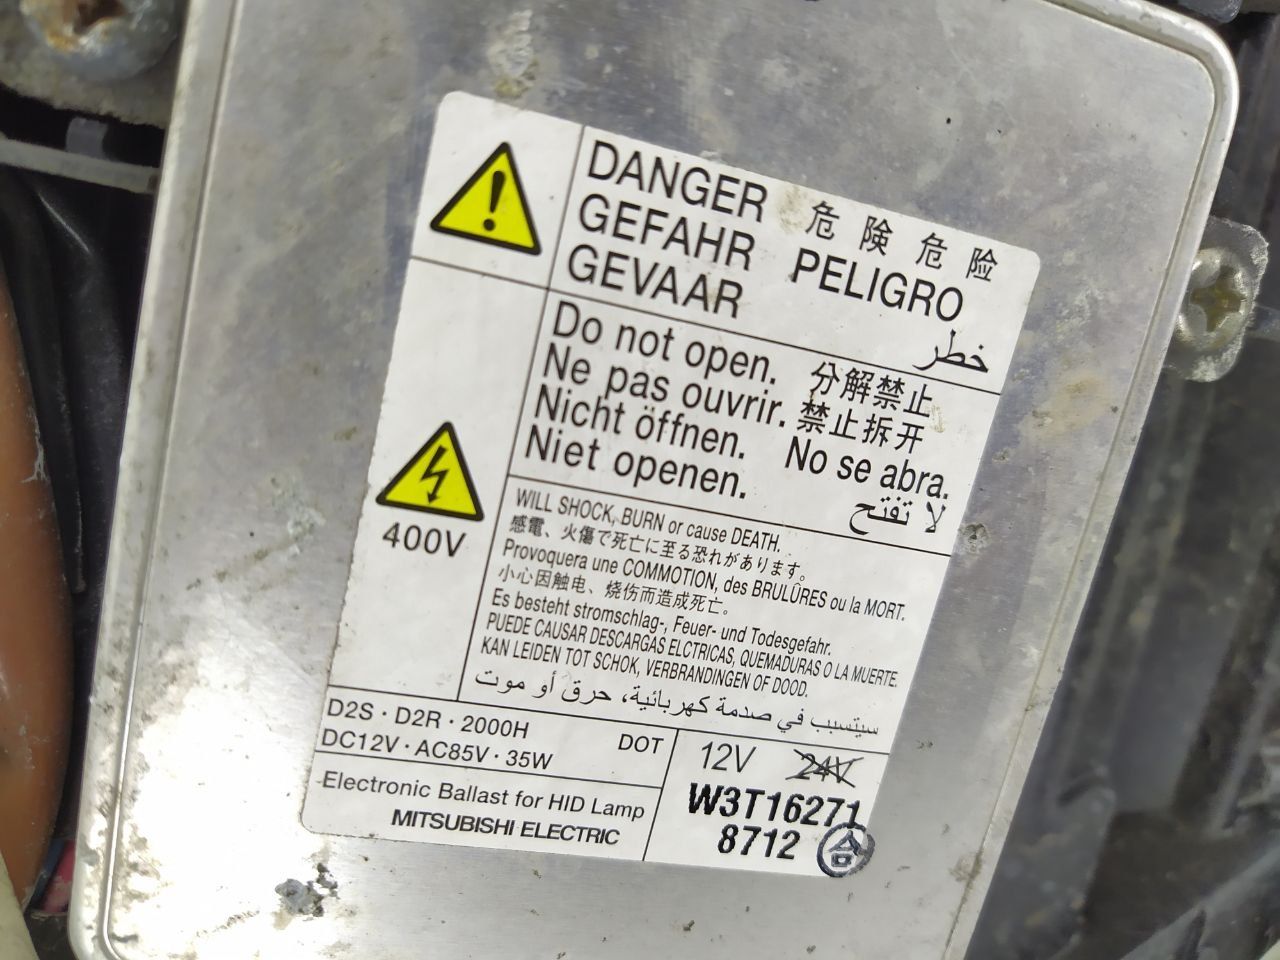 DANGER 危険 危险
GEFAHR PELIGRO
GEVAAR خطر
Do not open. 分解禁止
Ne pas ouvrir. 禁止拆开
Nicht öffnen. No se abra.
Niet openen. لا تفتح
400V
WILL SHOCK, BURN or cause DEATH.
感電、火傷で死亡に至る恐れがあります。
Provoquera une COMMOTION, des BRULÛRES ou la MORT.
小心因触电、烧伤而造成死亡。
Es besteht stromschlag-, Feuer- und Todesgefahr.
PUEDE CAUSAR DESCARGAS ELCTRICAS, QUEMADURAS O LA MUERTE.
KAN LEIDEN TOT SCHOK, VERBRANDINGEN OF DOOD.
سيتسبب في صدمة كهربائية، حرق أو موت
D2S · D2R · 2000H DOT
DC12V · AC85V · 35W
12V 24V
Electronic Ballast for HID Lamp
MITSUBISHI ELECTRIC
W3T16271
8712 合